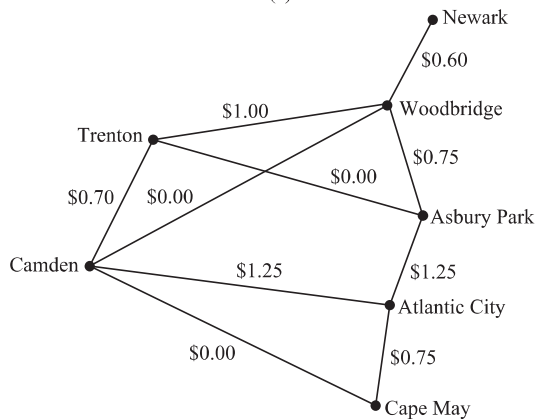 Newark
$0.60
$1.00
Woodbridge
Trenton
$0.75
$0.00
$0.70
$0.00
Asbury Park
Camden
$1.25
$1.25
Atlantic City
$0.00
$0.75
Cape May